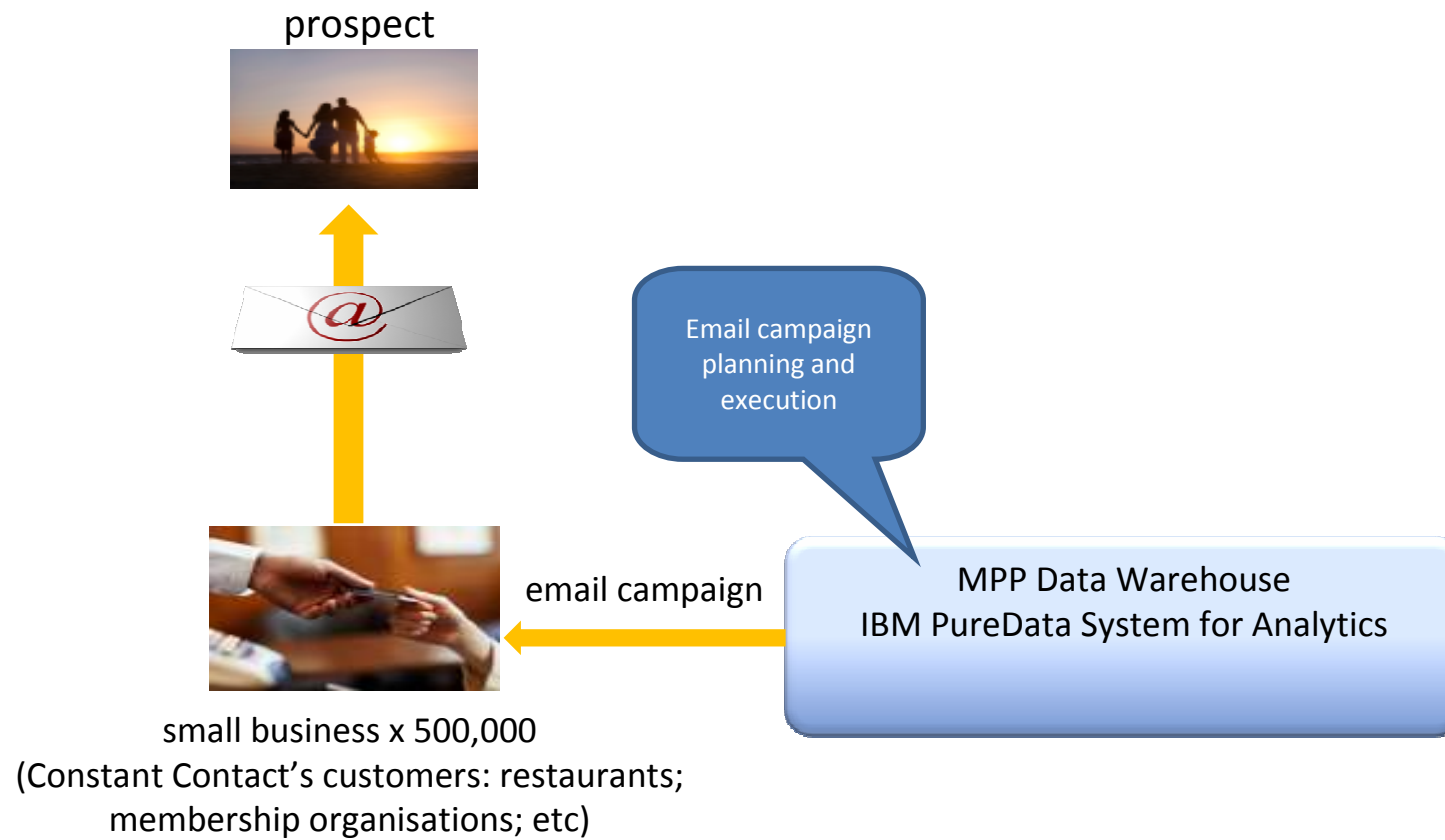 prospect
@
Email campaign
planning and
execution
email campaign
MPP Data Warehouse
IBM PureData System for Analytics
small business x 500,000
(Constant Contact’s customers: restaurants;
membership organisations; etc)